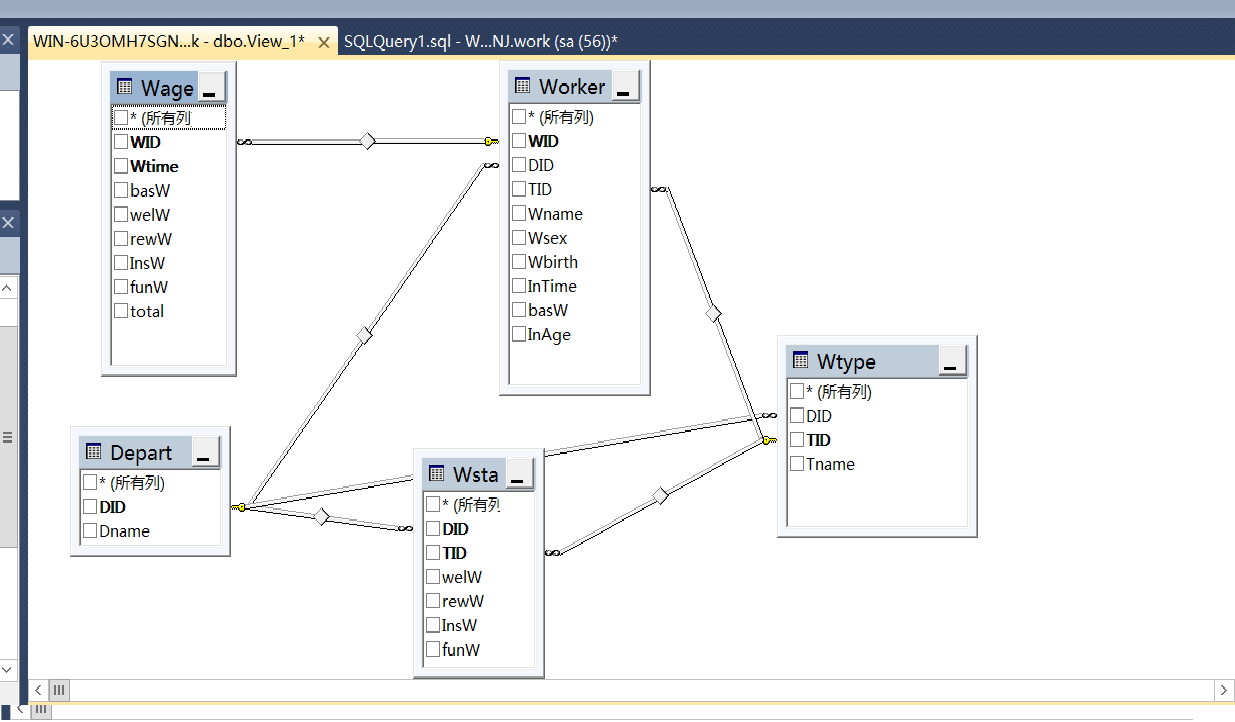 WIN-6U3OMH7SGN...k - dbo.View_1*
SQLQuery1.sql - W...NJ.work (sa (56))*
Wage
* (所有列
WID
Wtime
basW
welW
rewW
InsW
funW
total
Worker
* (所有列)
WID
DID
TID
Wname
Wsex
Wbirth
InTime
basW
InAge
Wtype
* (所有列)
DID
TID
Tname
Depart
* (所有列)
DID
Dname
Wsta
* (所有列
DID
TID
welW
rewW
InsW
funW